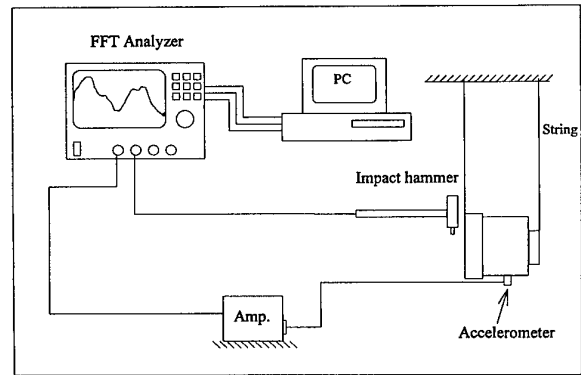 FFT Analyzer
PC
String
Impact hammer
Amp.
Accelerometer